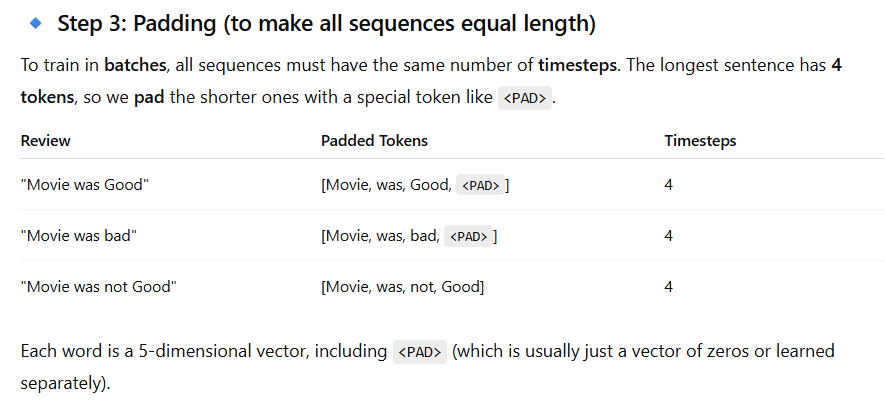 Step 3: Padding (to make all sequences equal length)
To train in batches, all sequences must have the same number of timesteps. The longest sentence has 4
tokens, so we pad the shorter ones with a special token like <PAD>.
Review Padded Tokens Timesteps
"Movie was Good" [Movie, was, Good, <PAD>] 4
"Movie was bad" [Movie, was, bad, <PAD>] 4
"Movie was not Good" [Movie, was, not, Good] 4
Each word is a 5-dimensional vector, including <PAD> (which is usually just a vector of zeros or learned
separately).